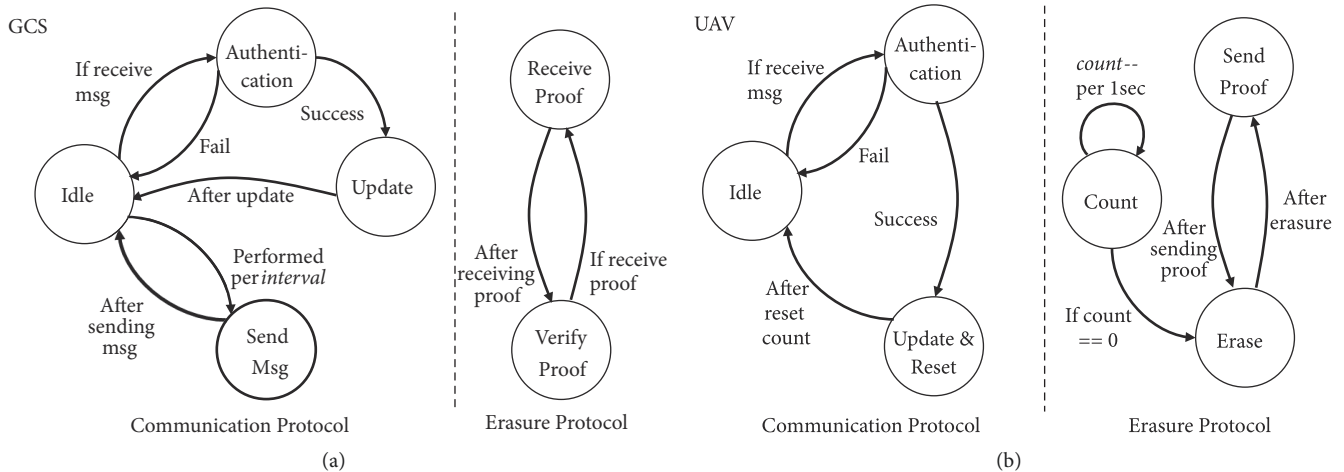 GCS
Authenti-
cation
If receive
msg
Success
Fail
Idle
Update
After update
Performed
per interval
After
sending
msg
Send
Msg
Communication Protocol
Receive
Proof
After
receiving
proof
If receive
proof
Verify
Proof
Erasure Protocol
(a)
UAV
Authenti-
cation
If receive
msg
Fail
Idle
Success
After
reset
count
Update &
Reset
Communication Protocol
count--
per 1sec
Send
Proof
Count
After
sending
proof
After
erasure
If count
== 0
Erase
Erasure Protocol
(b)